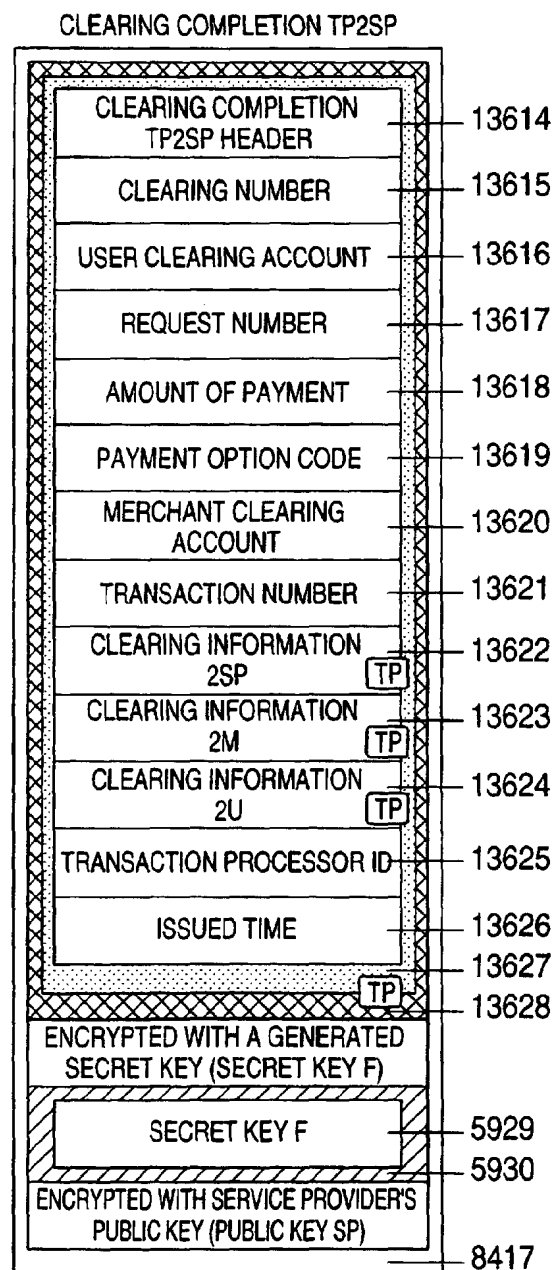 CLEARING COMPLETION TP2SP
CLEARING COMPLETION
TP2SP HEADER
13614
CLEARING NUMBER
13615
USER CLEARING ACCOUNT
13616
REQUEST NUMBER
13617
AMOUNT OF PAYMENT
13618
PAYMENT OPTION CODE
13619
MERCHANT CLEARING
ACCOUNT
13620
TRANSACTION NUMBER
13621
CLEARING INFORMATION
2SP
TP
13622
CLEARING INFORMATION
2M
TP
13623
CLEARING INFORMATION
2U
TP
13624
TRANSACTION PROCESSOR ID
13625
ISSUED TIME
13626
13627
TP
13628
ENCRYPTED WITH A GENERATED
SECRET KEY (SECRET KEY F)
SECRET KEY F
5929
5930
ENCRYPTED WITH SERVICE PROVIDER'S
PUBLIC KEY (PUBLIC KEY SP)
8417